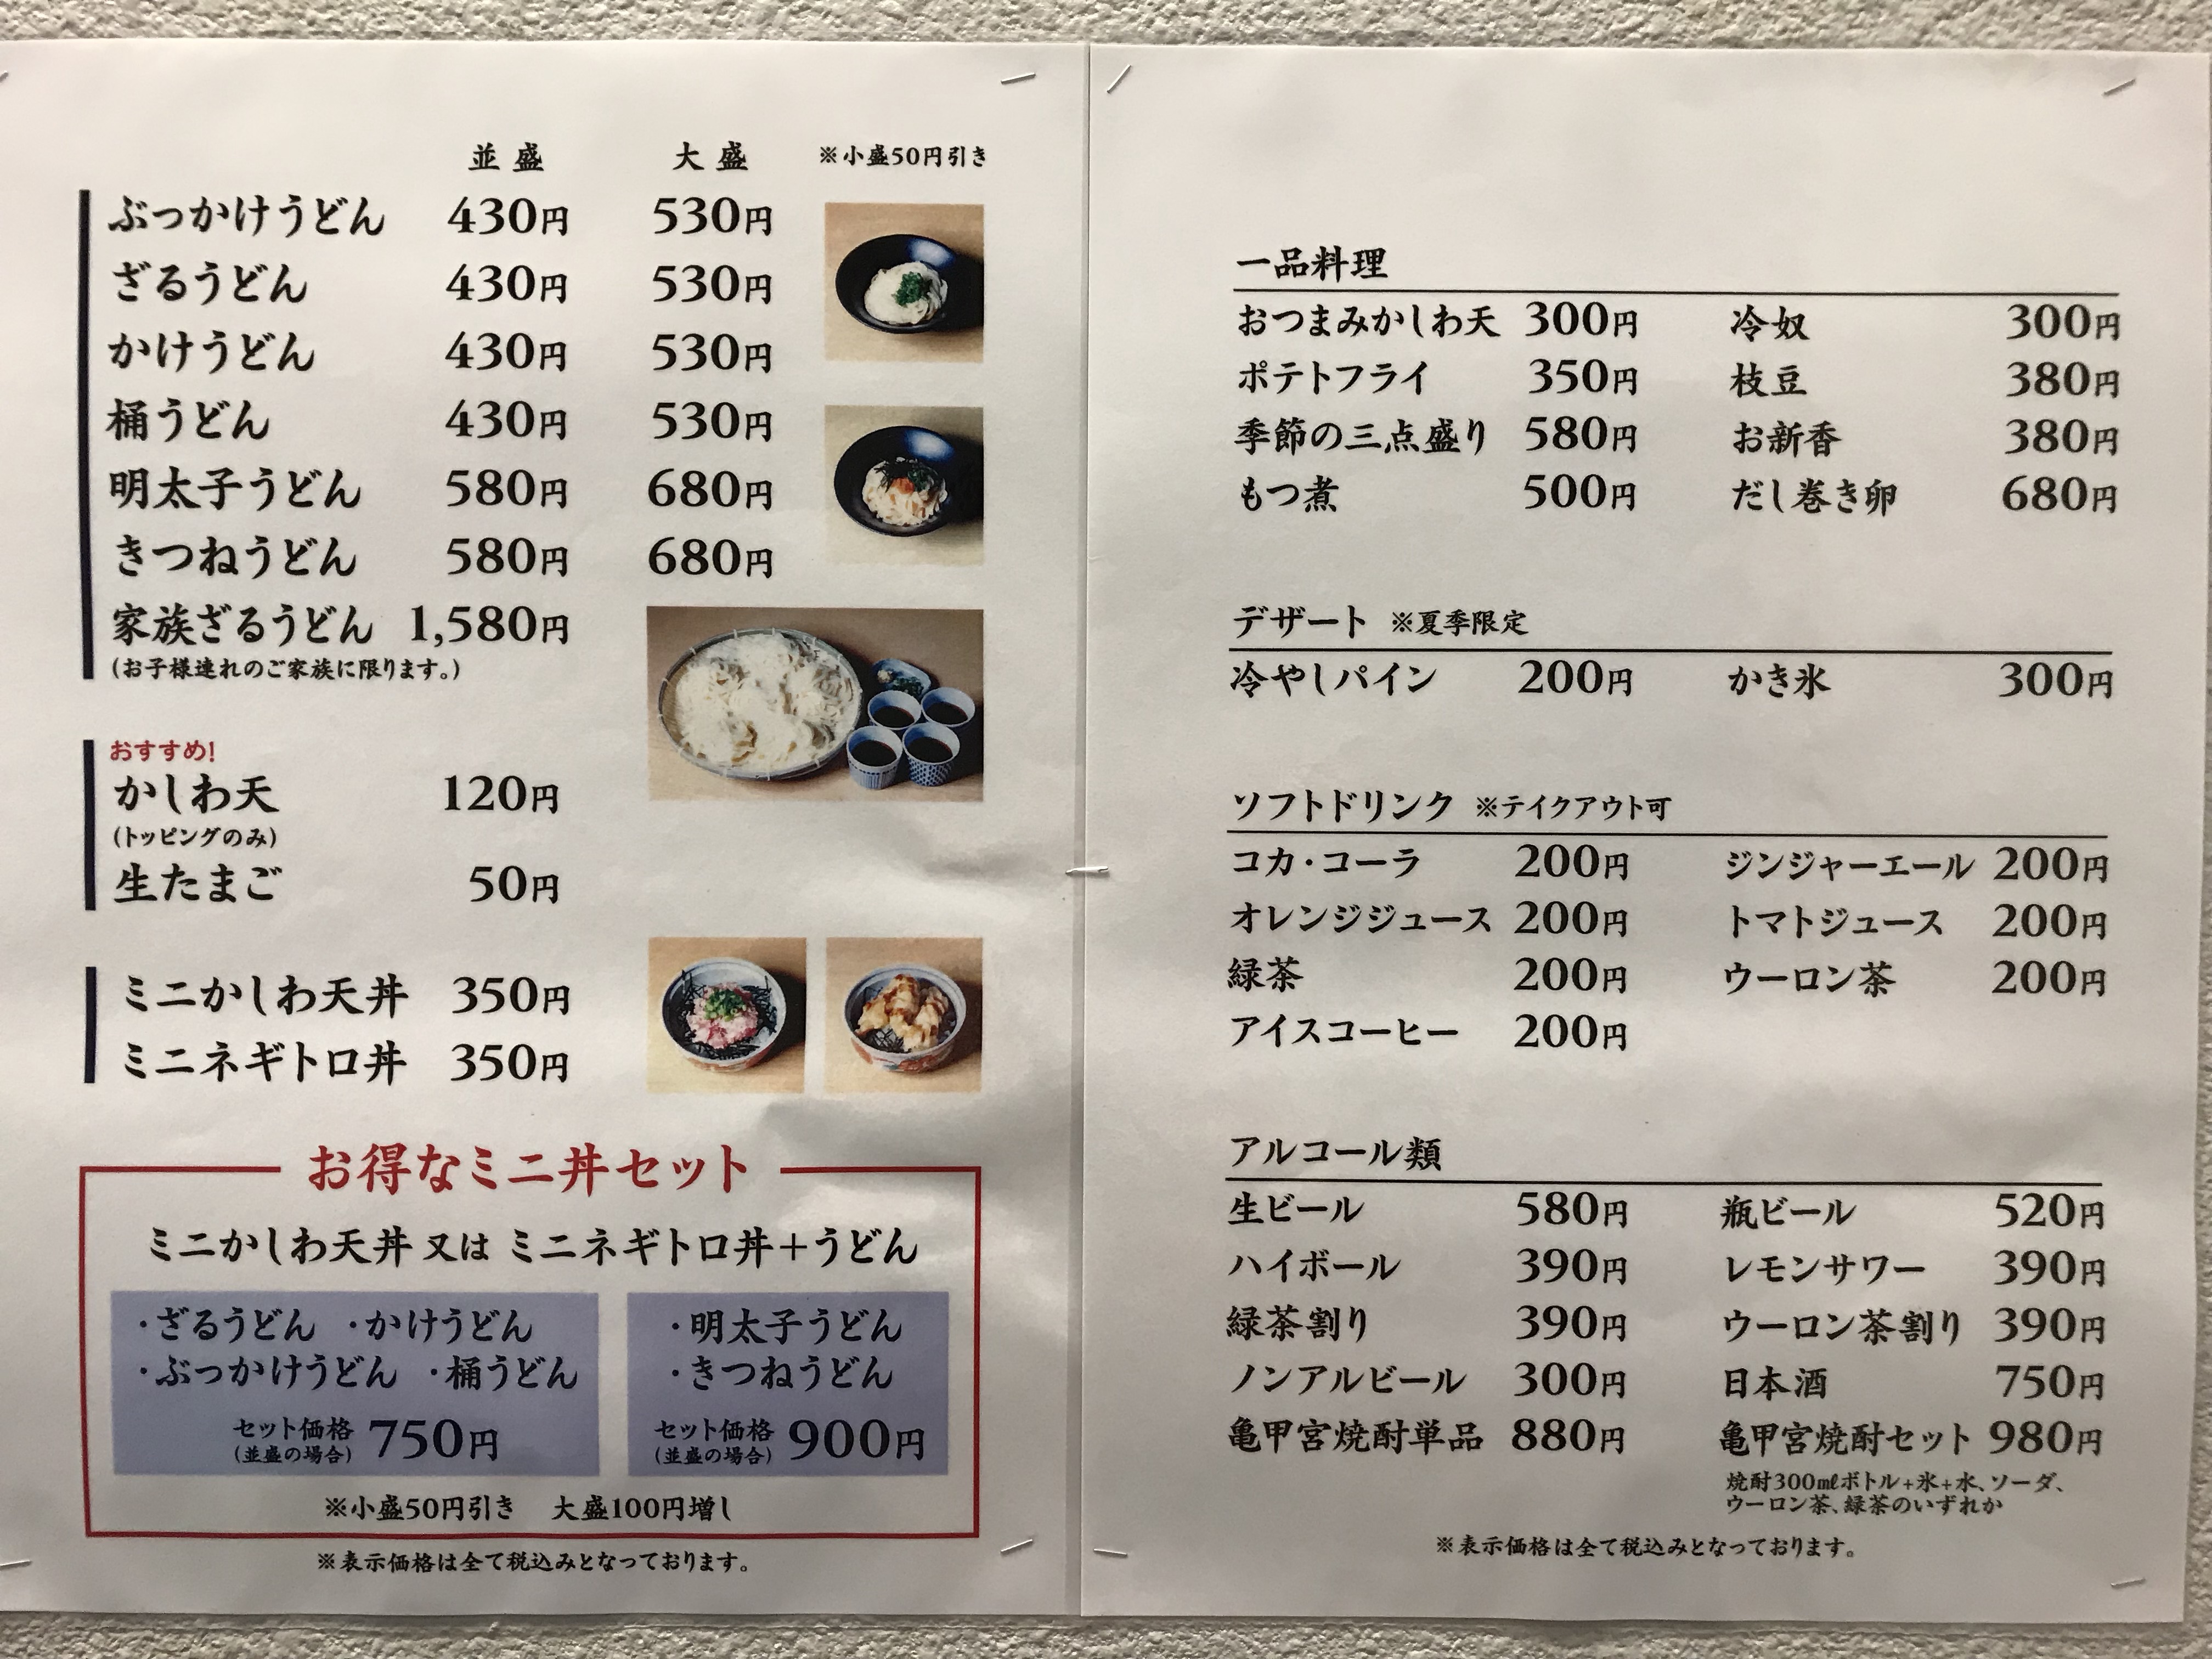 並盛 大盛 ※小盛50円引き
ぶっかけうどん 430円 530円
ざるうどん 430円 530円
かけうどん 430円 530円
桶うどん 430円 530円
明太子うどん 580円 680円
きつねうどん 580円 680円
家族ざるうどん 1,580円
(お子様連れのご家族に限ります。)
おすすめ!
かしわ天 120円
(トッピングのみ)
生たまご 50円
ミニかしわ天丼 350円
ミニネギトロ丼 350円
お得なミニ丼セット
ミニかしわ天丼 又は ミニネギトロ丼+うどん
・ざるうどん ・かけうどん
・ぶっかけうどん ・桶うどん
セット価格 750円
(並盛の場合)
・明太子うどん
・きつねうどん
セット価格 900円
(並盛の場合)
※小盛50円引き 大盛100円増し
※表示価格は全て税込みとなっております。
一品料理
おつまみかしわ天 300円 冷奴 300円
ポテトフライ 350円 枝豆 380円
季節の三点盛り 580円 お新香 380円
もつ煮 500円 だし巻き卵 680円
デザート ※夏季限定
冷やしパイン 200円 かき氷 300円
ソフトドリンク ※テイクアウト可
コカ・コーラ 200円 ジンジャーエール 200円
オレンジジュース 200円 トマトジュース 200円
緑茶 200円 ウーロン茶 200円
アイスコーヒー 200円
アルコール類
生ビール 580円 瓶ビール 520円
ハイボール 390円 レモンサワー 390円
緑茶割り 390円 ウーロン茶割り 390円
ノンアルビール 300円 日本酒 750円
亀甲宮焼酎単品 880円 亀甲宮焼酎セット 980円
焼酎300㎖ボトル+氷+水、ソーダ、
ウーロン茶、緑茶のいずれか
※表示価格は全て税込みとなっております。